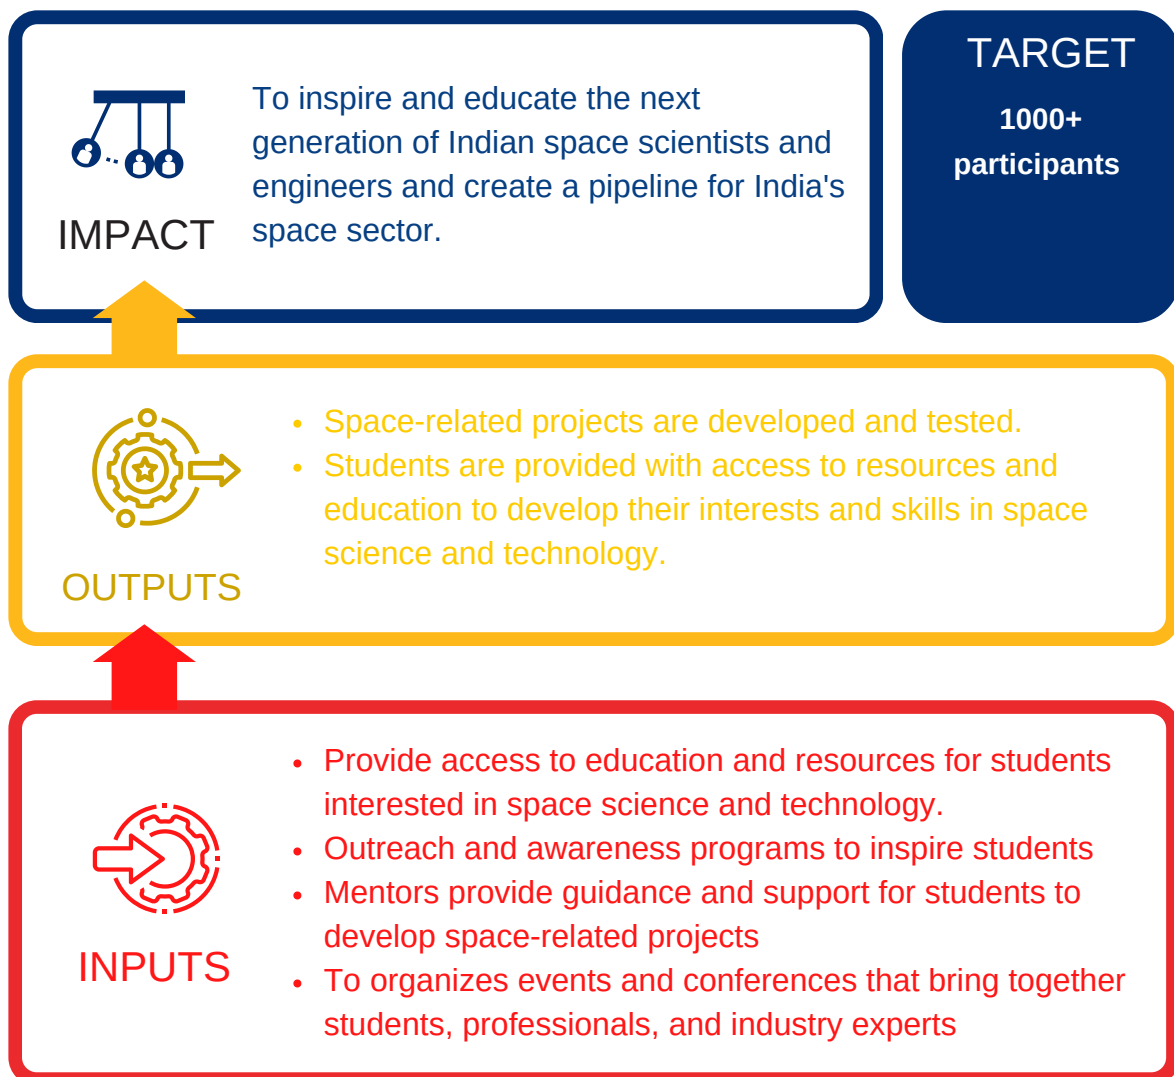 IMPACT
To inspire and educate the next
generation of Indian space scientists and
engineers and create a pipeline for India's
space sector.
TARGET
1000+
participants
OUTPUTS
• Space-related projects are developed and tested.
• Students are provided with access to resources and
education to develop their interests and skills in space
science and technology.
INPUTS
• Provide access to education and resources for students
interested in space science and technology.
• Outreach and awareness programs to inspire students
• Mentors provide guidance and support for students to
develop space-related projects
• To organizes events and conferences that bring together
students, professionals, and industry experts